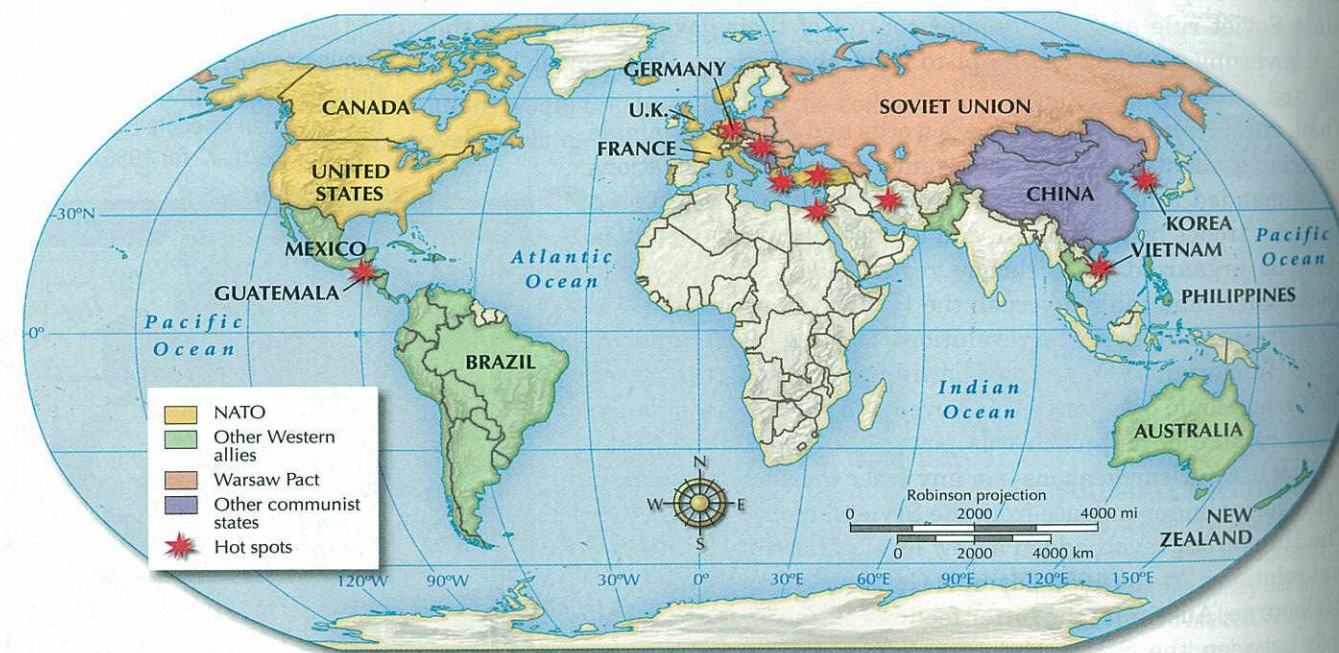 GERMANY
CANADA
SOVIET UNION
U.K.
FRANCE
UNITED
STATES
CHINA
30°N
KOREA
Pacific
Ocean
MEXICO
Atlantic
Ocean
VIETNAM
GUATEMALA
PHILIPPINES
Pacific
Ocean
0°
BRAZIL
Indian
Ocean
AUSTRALIA
NATO
Other Western
allies
Warsaw Pact
Other communist
states
Hot spots
N
W E
S
Robinson projection
0 2000 4000 mi
0 2000 4000 km
NEW
ZEALAND
120°W 90°W 30°W 0° 30°E 60°E 90°E 120°E 150°E